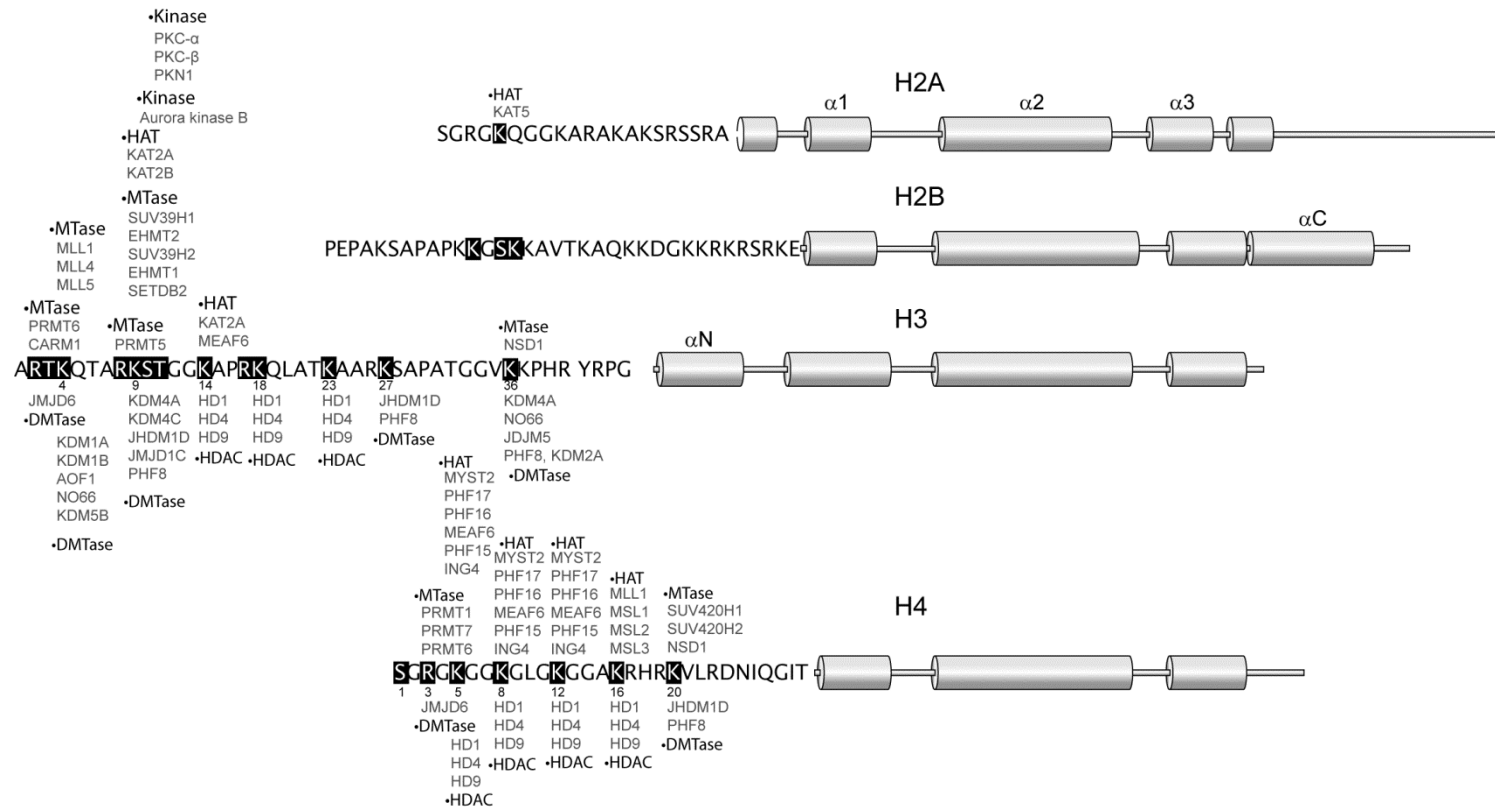 •Kinase
PKC-α
PKC-β
PKN1
•Kinase
Aurora kinase B
•HAT
KAT2A
KAT2B
•MTase
SUV39H1
EHMT2
SUV39H2
EHMT1
SETDB2
•MTase
MLL1
MLL4
MLL5
•MTase
PRMT6
CARM1
•MTase
PRMT5
•HAT
KAT2A
MEAF6
•MTase
NSD1
H2A
•HAT
KAT5
α1
α2
α3
SGRGKQGGKARAKAKSRSSRA
H2B
αC
PEPAKSAPAPKKGSKKAVTKAQKKDGKKRKRSRKE
H3
αN
ARTKQTARKSTGGKAPRKQLATKAARKSAPATGGVKKPHR YRPG
4
9
14
18
23
27
36
JMJD6
•DMTase
KDM1A
KDM1B
AOF1
NO66
KDM5B
•DMTase
KDM4A
KDM4C
JHDM1D
JMJD1C
PHF8
•DMTase
HD1
HD4
HD9
•HDAC
HD1
HD4
HD9
•HDAC
HD1
HD4
HD9
•HDAC
JHDM1D
PHF8
•DMTase
KDM4A
NO66
JDJM5
PHF8, KDM2A
•DMTase
H4
•MTase
PRMT1
PRMT7
PRMT6
•HAT
MYST2
PHF17
PHF16
MEAF6
PHF15
ING4
•HAT
MYST2
PHF17
PHF16
MEAF6
PHF15
ING4
•HAT
MYST2
PHF17
PHF16
MEAF6
PHF15
ING4
•HAT
MLL1
MSL1
MSL2
MSL3
•MTase
SUV420H1
SUV420H2
NSD1
SGRGKGGKGLGKGGAKRHRKVLRDNIQGIT
1
3
5
8
12
16
20
JMJD6
•DMTase
HD1
HD4
HD9
•HDAC
HD1
HD4
HD9
•HDAC
HD1
HD4
HD9
•HDAC
HD1
HD4
HD9
•HDAC
JHDM1D
PHF8
•DMTase